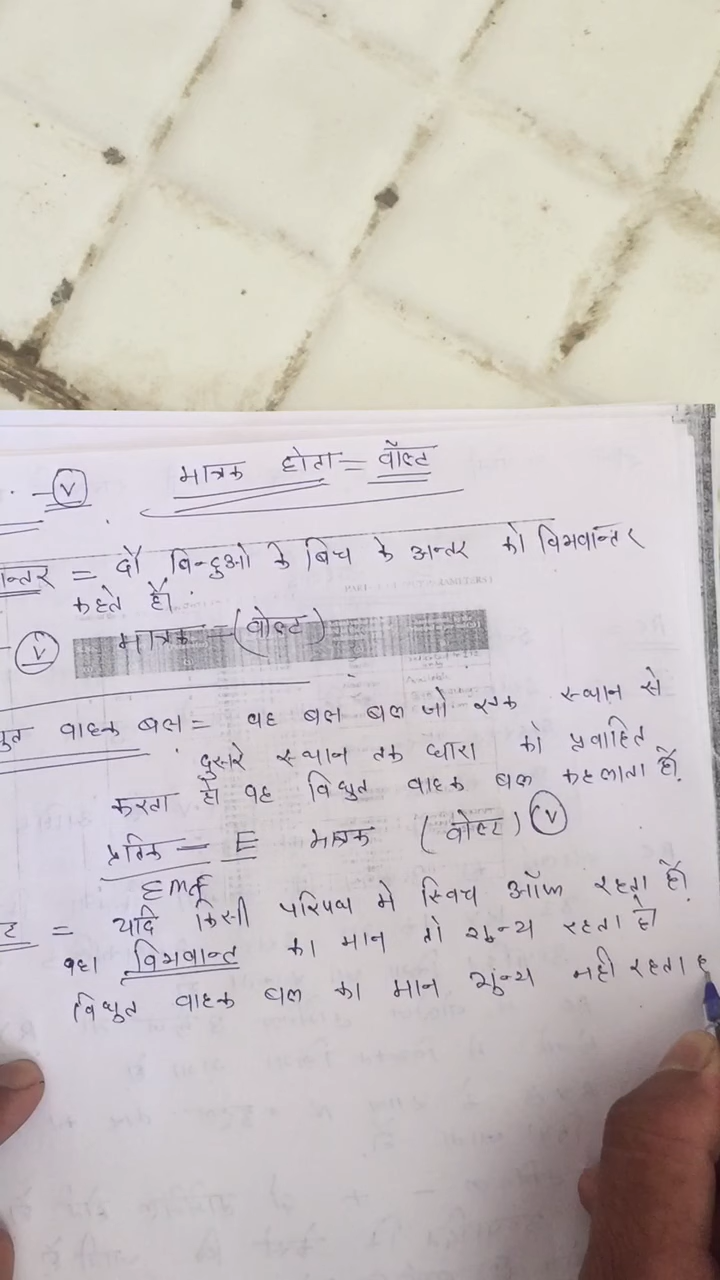 V मात्रक होता = वॉल्ट
न्तर = दो बिन्दुओ के बिच के अन्तर को विभवान्तर
कहते है।
V मात्रक = (वोल्ट)
ुत वाहक बल = वह बल बल जो एक स्थान से
दुसरे स्थान तक धारा को प्रवाहित
करता हो वह विधुत वाहक बल कहलाता है।
प्रतिक — E मात्रक (वोल्ट) V
Emf
ट = यदि किसी परिपथ मे स्विच ऑफ रहता है।
वहा विभवान्त का मान तो शून्य रहता है
विधुत वाहक बल का मान शुन्य नही रहता ह